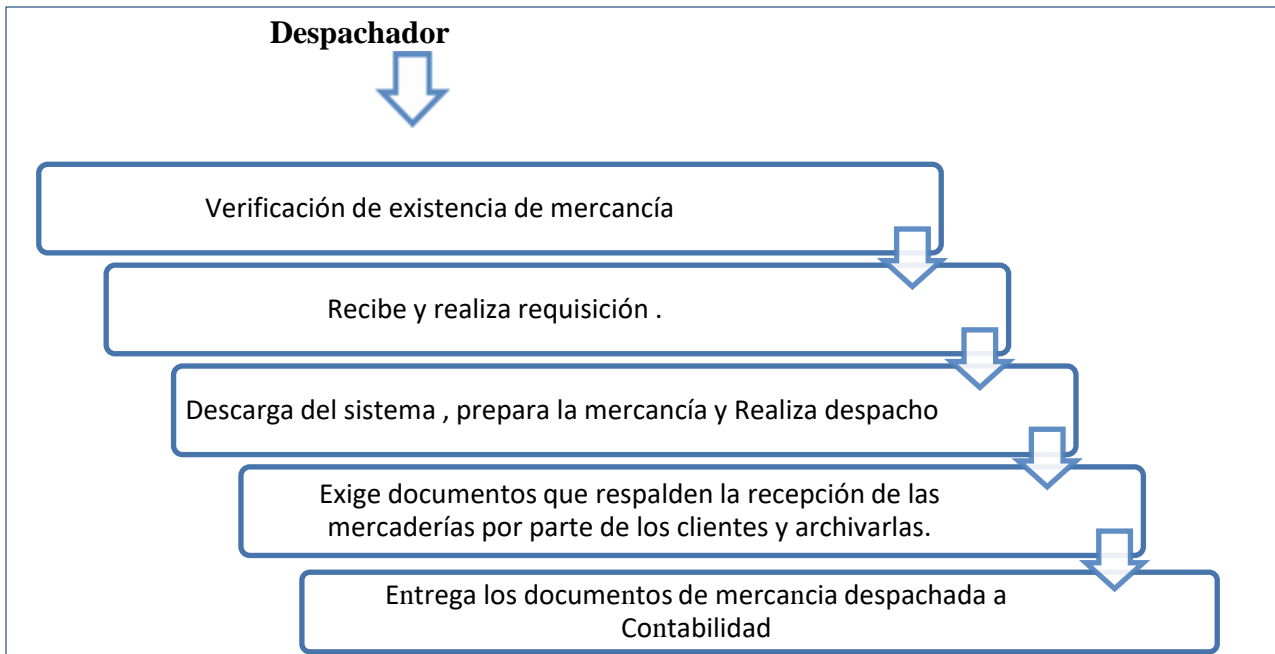 Despachador
Verificación de existencia de mercancía
Recibe y realiza requisición .
Descarga del sistema , prepara la mercancía y Realiza despacho
Exige documentos que respalden la recepción de las
mercaderías por parte de los clientes y archivarlas.
Entrega los documentos de mercancia despachada a
Contabilidad